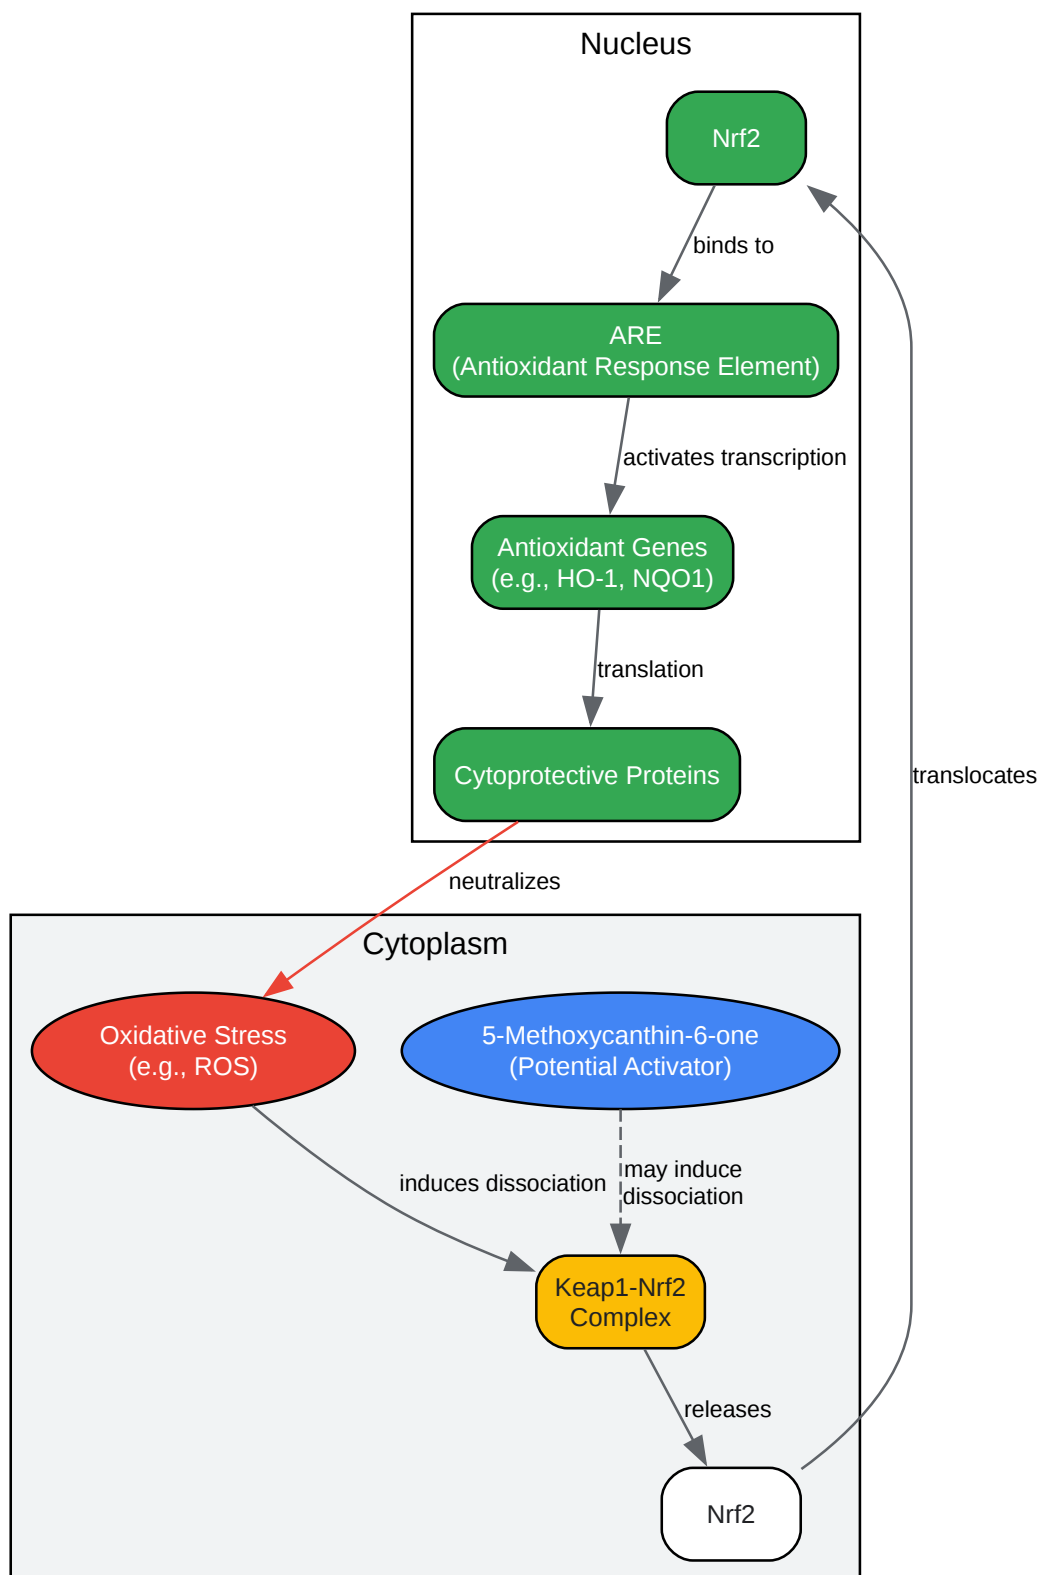 Nucleus
Nrf2
binds to
ARE
(Antioxidant Response Element)
activates transcription
Antioxidant Genes
(e.g., HO-1, NQO1)
translation
Cytoprotective Proteins
translocates
neutralizes
Cytoplasm
Oxidative Stress
(e.g., ROS)
5-Methoxycanthin-6-one
(Potential Activator)
induces dissociation
may induce
dissociation
Keap1-Nrf2
Complex
releases
Nrf2